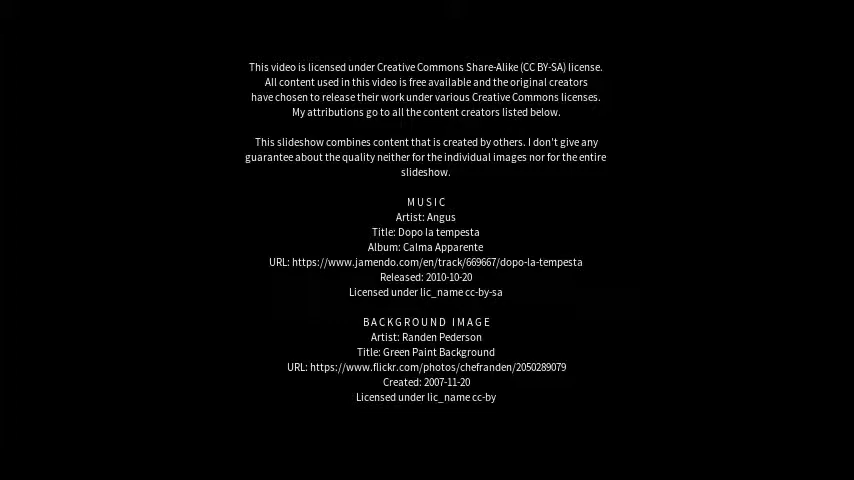 This video is licensed under Creative Commons Share-Alike (CC BY-SA) license.
All content used in this video is free available and the original creators
have chosen to release their work under various Creative Commons licenses.
My attributions go to all the content creators listed below.
This slideshow combines content that is created by others. I don't give any
guarantee about the quality neither for the individual images nor for the entire
slideshow.
MUSIC
Artist: Angus
Title: Dopo la tempesta
Album: Calma Apparente
URL: https://www.jamendo.com/en/track/669667/dopo-la-tempesta
Released: 2010-10-20
Licensed under lic_name cc-by-sa
BACKGROUND IMAGE
Artist: Randen Pederson
Title: Green Paint Background
URL: https://www.flickr.com/photos/chefranden/2050289079
Created: 2007-11-20
Licensed under lic_name cc-by